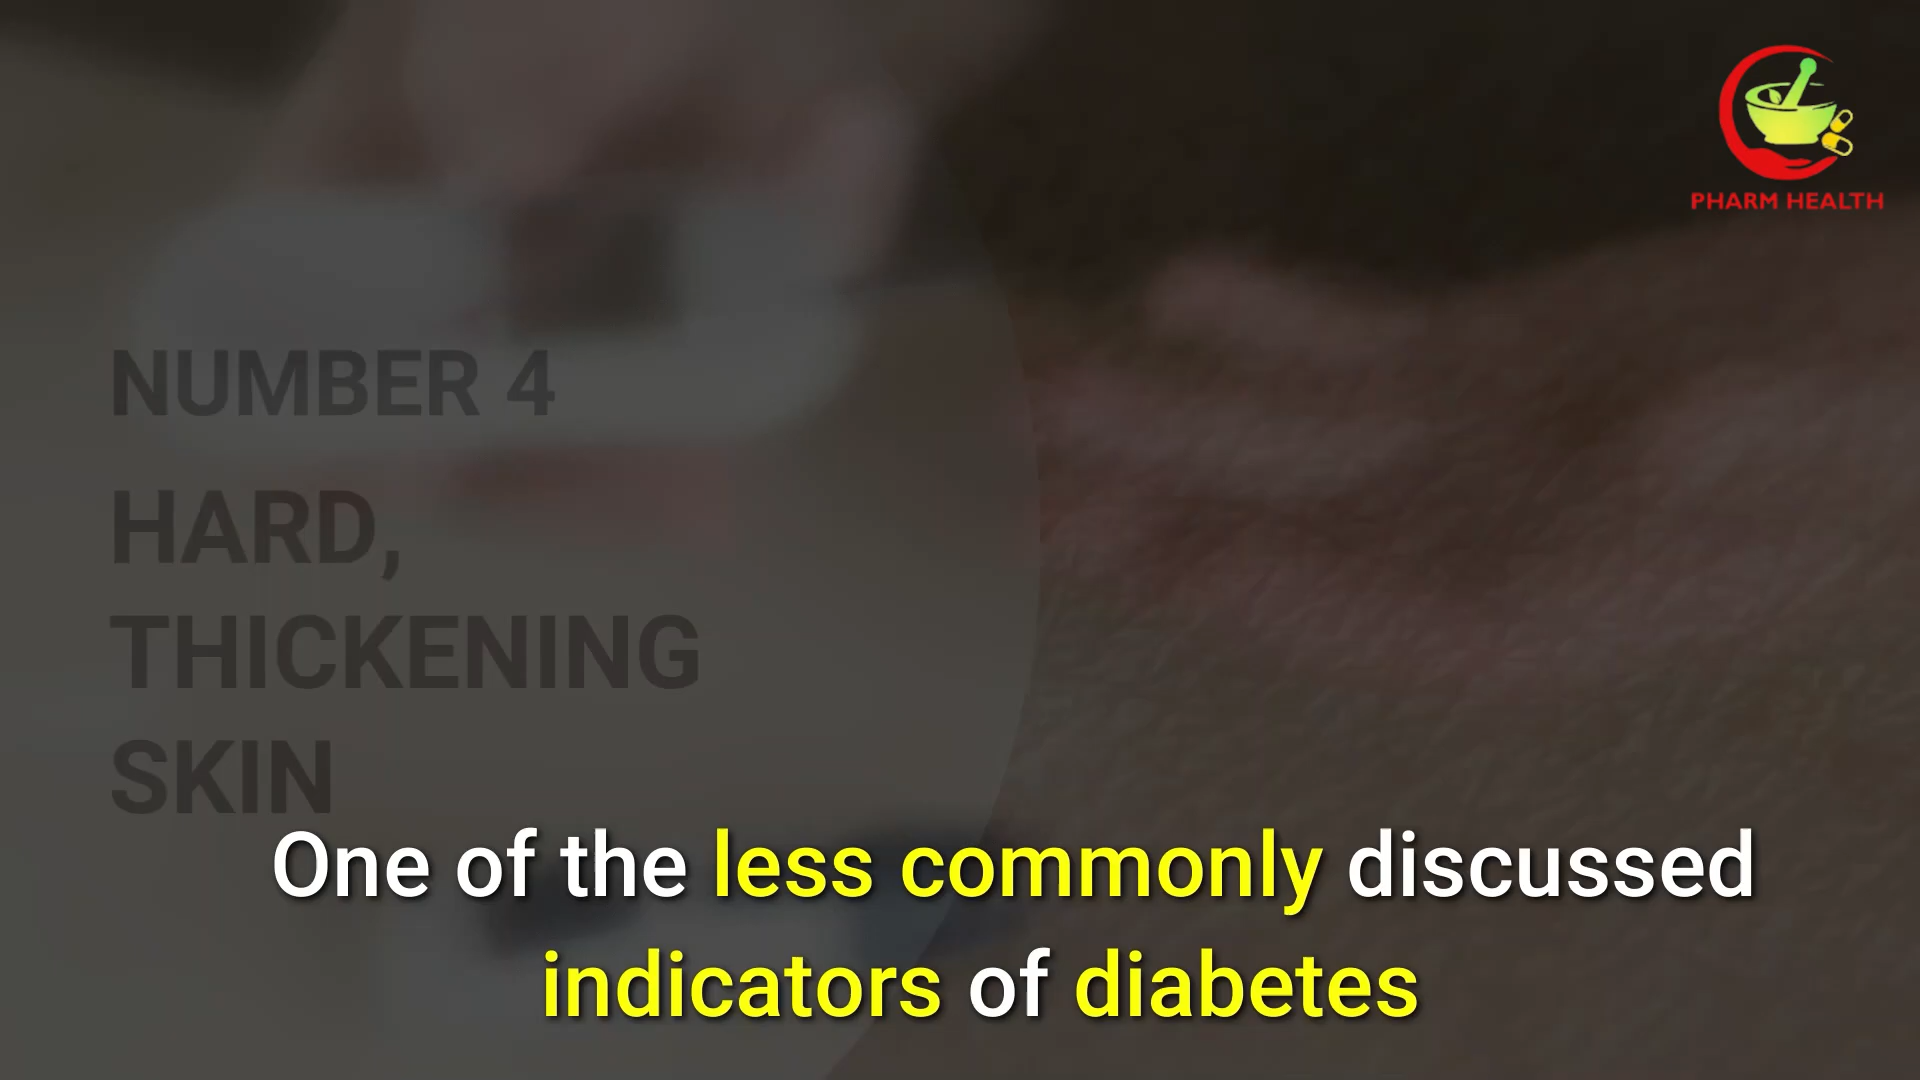 PHARM HEALTH
NUMBER 4
HARD,
THICKENING
SKIN
One of the less commonly discussed
indicators of diabetes